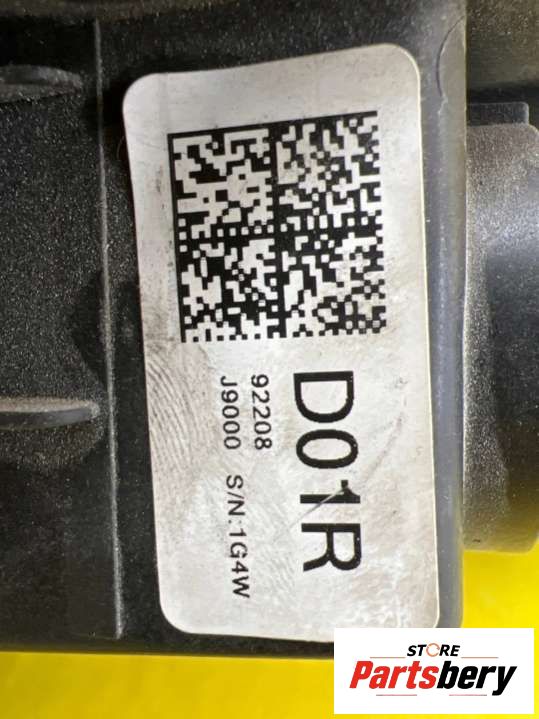 D01R
92208
J9000 S/N:1G4W
STORE
Partsbery